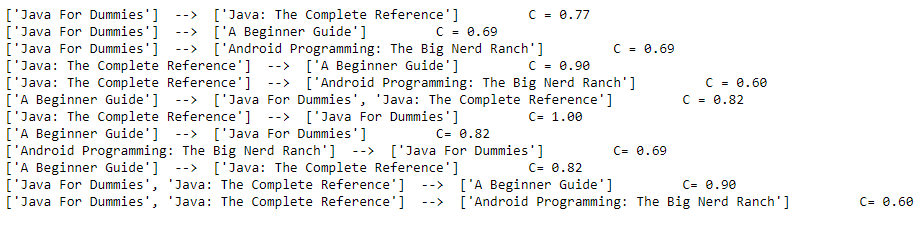 ['Java For Dummies']  -->  ['Java: The Complete Reference']         C = 0.77
['Java For Dummies']  -->  ['A Beginner Guide']         C = 0.69
['Java For Dummies']  -->  ['Android Programming: The Big Nerd Ranch']         C = 0.69
['Java: The Complete Reference']  -->  ['A Beginner Guide']         C = 0.90
['Java: The Complete Reference']  -->  ['Android Programming: The Big Nerd Ranch']         C = 0.60
['A Beginner Guide']  -->  ['Java For Dummies', 'Java: The Complete Reference']         C = 0.82
['Java: The Complete Reference']  -->  ['Java For Dummies']         C= 1.00
['A Beginner Guide']  -->  ['Java For Dummies']         C= 0.82
['Android Programming: The Big Nerd Ranch']  -->  ['Java For Dummies']         C= 0.69
['A Beginner Guide']  -->  ['Java: The Complete Reference']         C= 0.82
['Java For Dummies', 'Java: The Complete Reference']  -->  ['A Beginner Guide']         C= 0.90
['Java For Dummies', 'Java: The Complete Reference']  -->  ['Android Programming: The Big Nerd Ranch']         C= 0.60